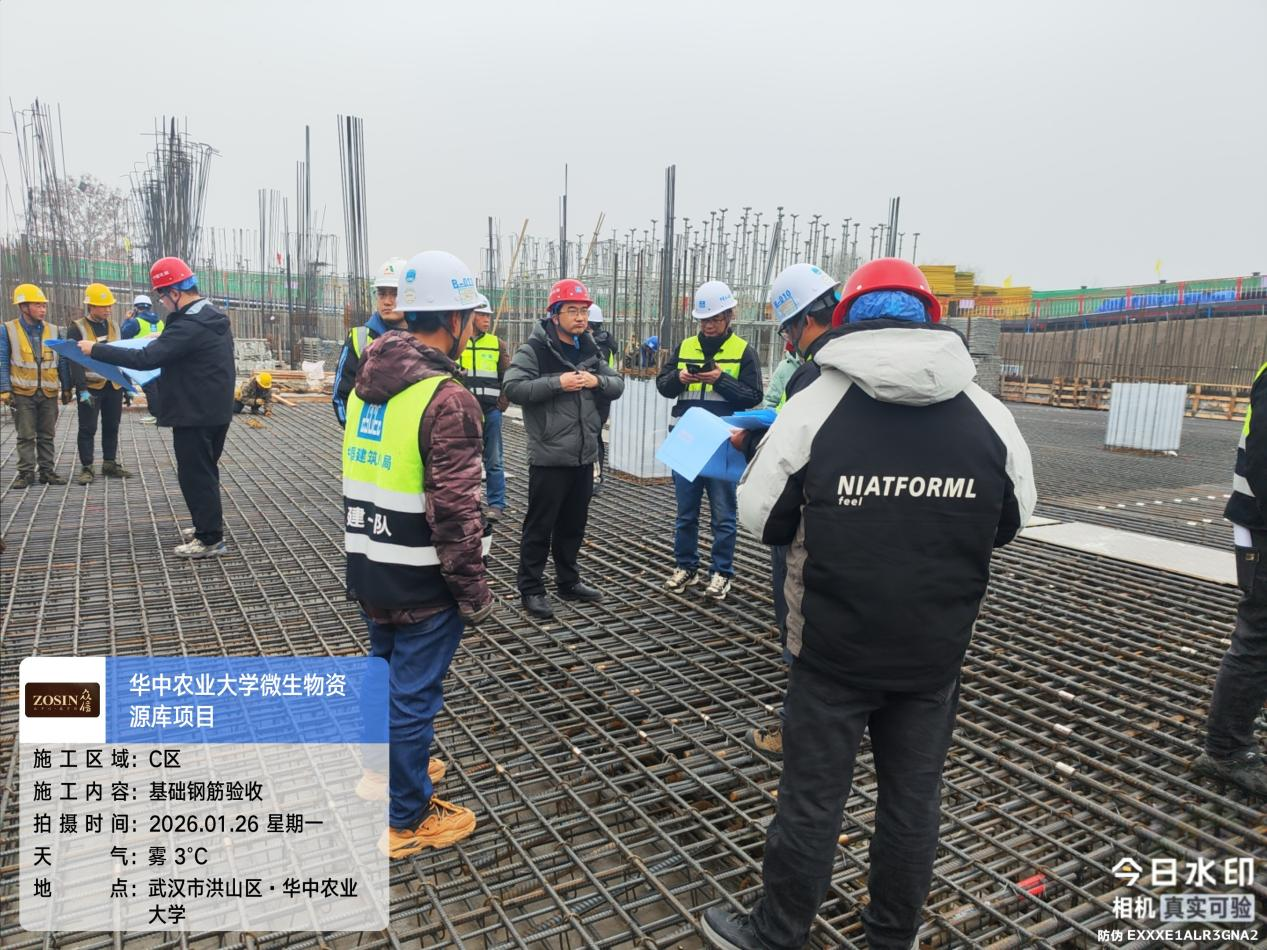 NIATFORML
feel
建一队
ZOSIN 众信
华中农业大学微生物资
源库项目
施工区域：C区
施工内容：基础钢筋验收
拍摄时间：2026.01.26 星期一
天气：雾 3℃
地点：武汉市洪山区·华中农业
大学
今日水印
相机 真实可验
防伪 EXXXE1ALR3GNA2